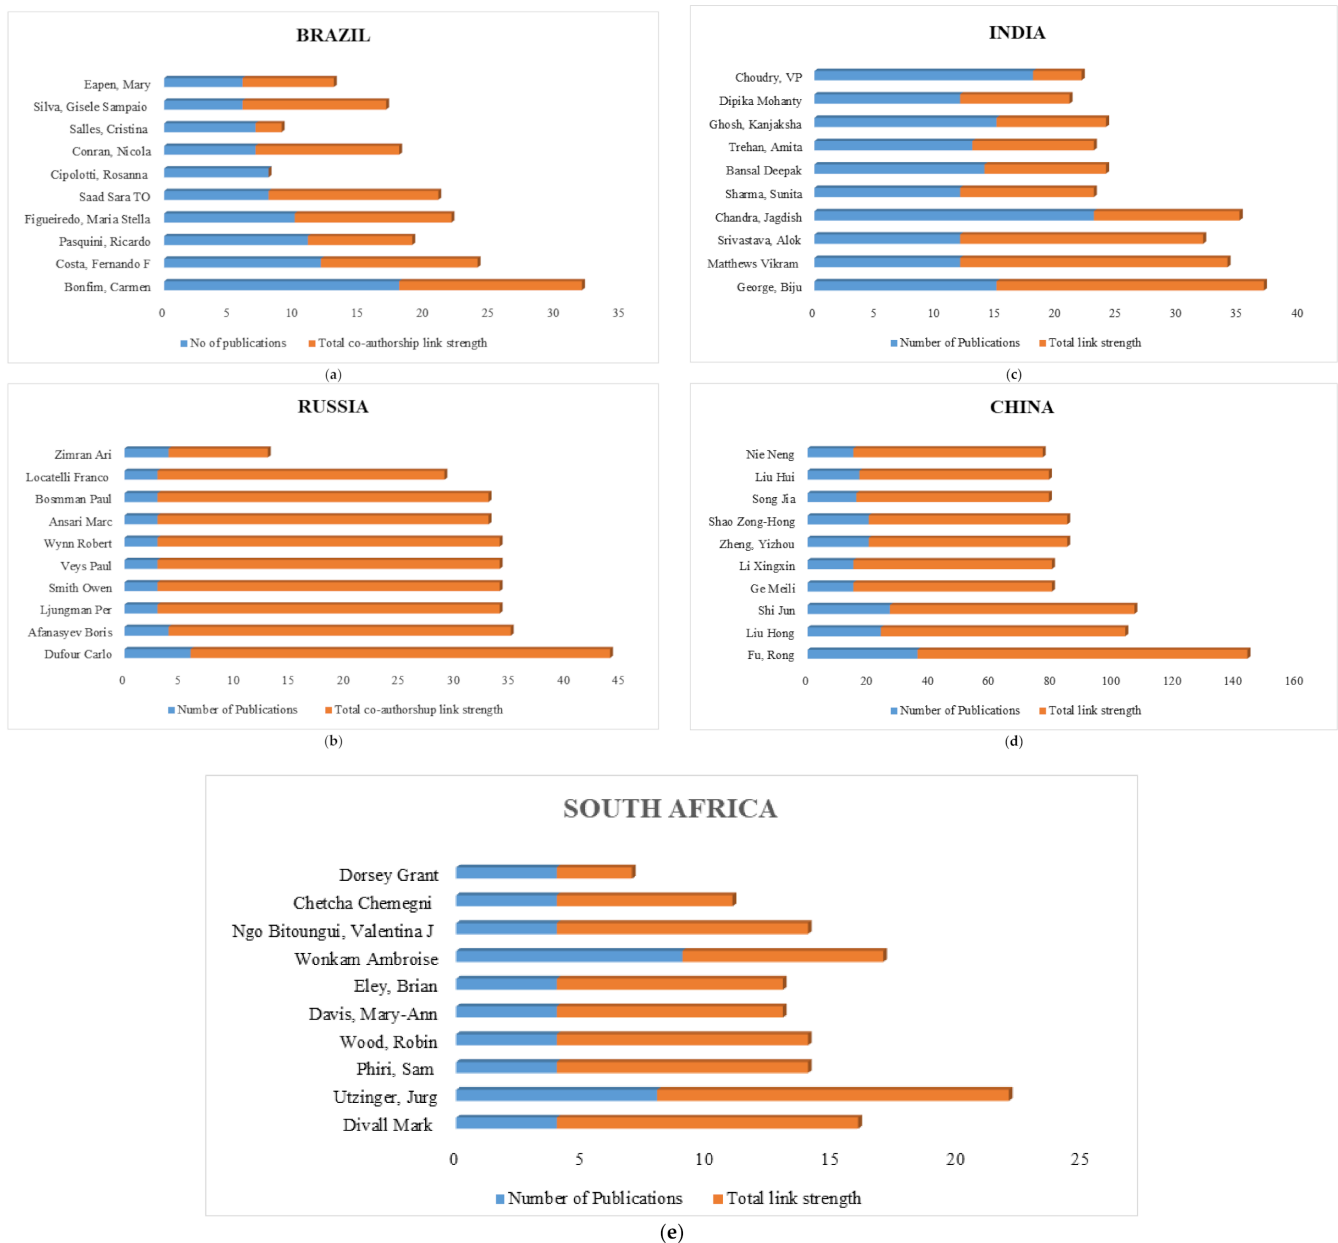 BRAZIL
Eapen, Mary
Silva, Gisele Sampaio
Salles, Cristina
Conran, Nicola
Cipolotti, Rosanna
Saad Sara TO
Figueiredo, Maria Stella
Pasquini, Ricardo
Costa, Fernando F
Bonfim, Carmen
0 5 10 15 20 25 30 35
No of publications Total co-authorship link strength
(a)
INDIA
Choudry, VP
Dipika Mohanty
Ghosh, Kanjaksha
Trehan, Amita
Bansal Deepak
Sharma, Sunita
Chandra, Jagdish
Srivastava, Alok
Matthews Vikram
George, Biju
0 5 10 15 20 25 30 35 40
Number of Publications Total link strength
(c)
RUSSIA
Zimran Ari
Locatelli Franco
Bosmman Paul
Ansari Marc
Wynn Robert
Veys Paul
Smith Owen
Ljungman Per
Afanasyev Boris
Dufour Carlo
0 5 10 15 20 25 30 35 40 45
Number of Publications Total co-authorshup link strength
(b)
CHINA
Nie Neng
Liu Hui
Song Jia
Shao Zong-Hong
Zheng, Yizhou
Li Xingxin
Ge Meili
Shi Jun
Liu Hong
Fu, Rong
0 20 40 60 80 100 120 140 160
Number of Publications Total link strength
(d)
SOUTH AFRICA
Dorsey Grant
Chetcha Chemegni
Ngo Bitoungui, Valentina J
Wonkam Ambroise
Eley, Brian
Davis, Mary-Ann
Wood, Robin
Phiri, Sam
Utzinger, Jurg
Divall Mark
0 5 10 15 20 25
Number of Publications Total link strength
(e)